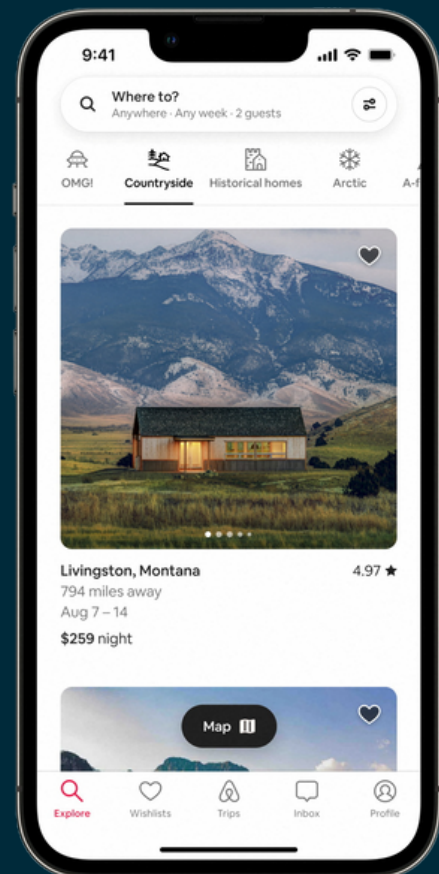 9:41
Where to?
Anywhere · Any week · 2 guests
OMG! Countryside Historical homes Arctic A-f
Livingston, Montana 4.97 ★
794 miles away
Aug 7 – 14
$259 night
Map
Explore Wishlists Trips Inbox Profile